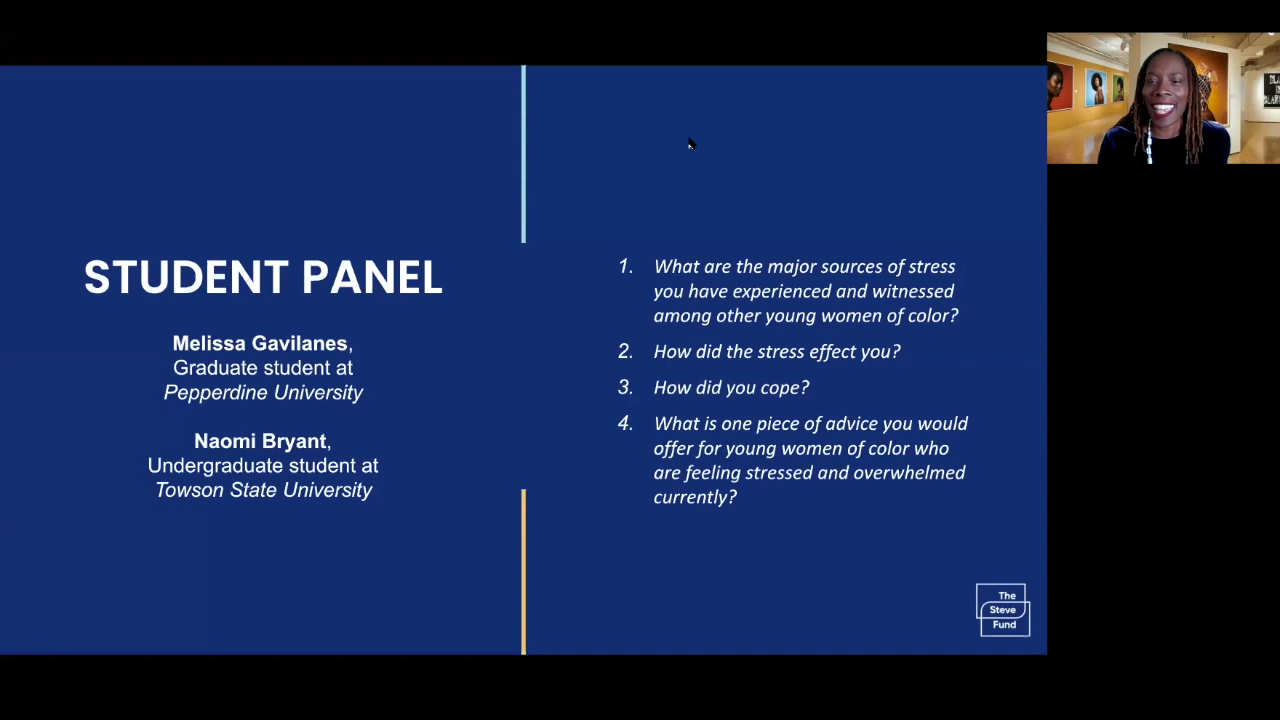 STUDENT PANEL
Melissa Gavilanes,
Graduate student at
Pepperdine University
Naomi Bryant,
Undergraduate student at
Towson State University
1. What are the major sources of stress
you have experienced and witnessed
among other young women of color?
2. How did the stress effect you?
3. How did you cope?
4. What is one piece of advice you would
offer for young women of color who
are feeling stressed and overwhelmed
currently?
The
Steve
Fund